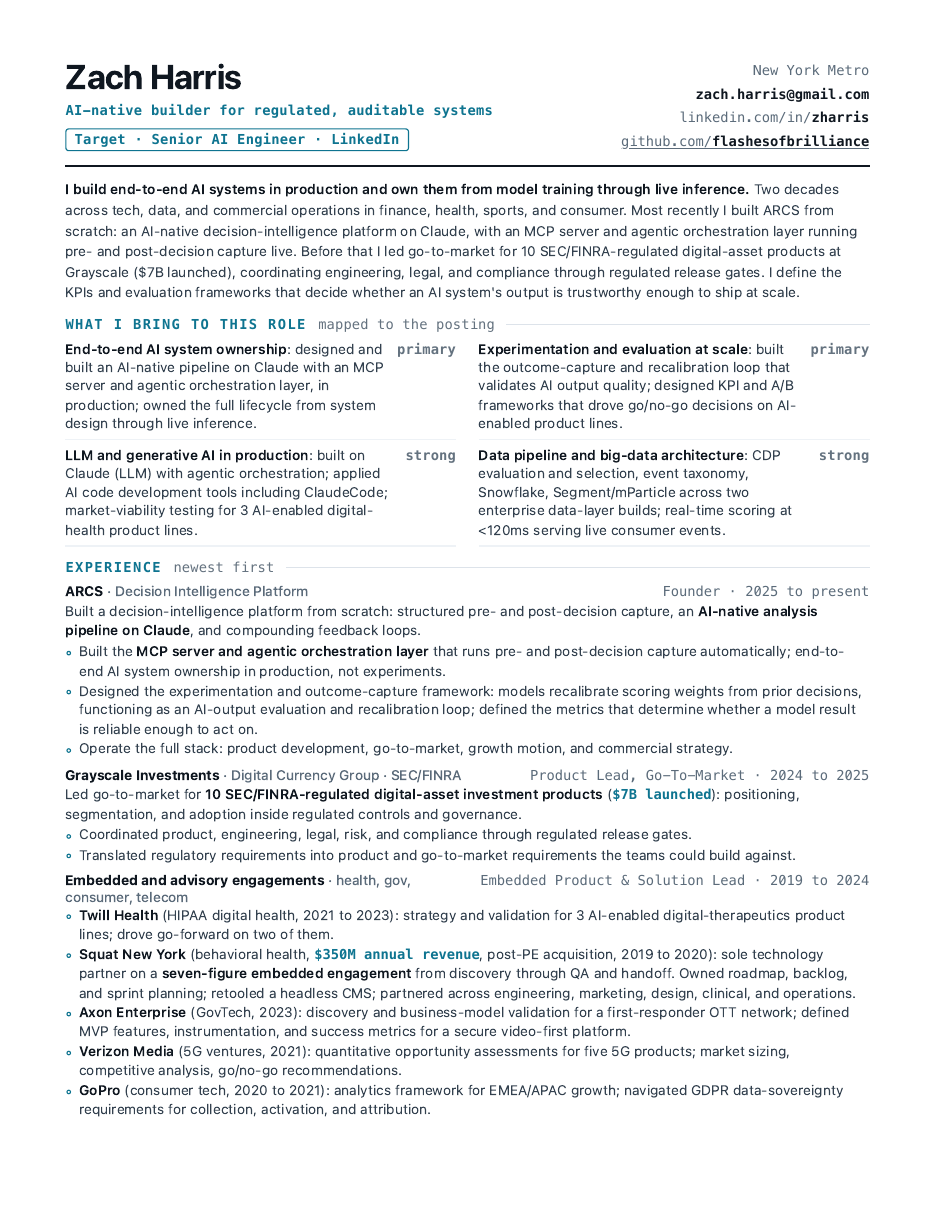 Zach Harris
AI-native builder for regulated, auditable systems
Target · Senior AI Engineer · LinkedIn
New York Metro
zach.harris@gmail.com
linkedin.com/in/zharris
github.com/flashesofbrilliance
I build end-to-end AI systems in production and own them from model training through live inference. Two decades
across tech, data, and commercial operations in finance, health, sports, and consumer. Most recently I built ARCS from
scratch: an AI-native decision-intelligence platform on Claude, with an MCP server and agentic orchestration layer running
pre- and post-decision capture live. Before that I led go-to-market for 10 SEC/FINRA-regulated digital-asset products at
Grayscale ($7B launched), coordinating engineering, legal, and compliance through regulated release gates. I define the
KPIs and evaluation frameworks that decide whether an AI system's output is trustworthy enough to ship at scale.
WHAT I BRING TO THIS ROLE mapped to the posting
End-to-end AI system ownership: designed and primary
built an AI-native pipeline on Claude with an MCP
server and agentic orchestration layer, in
production; owned the full lifecycle from system
design through live inference.
Experimentation and evaluation at scale: built primary
the outcome-capture and recalibration loop that
validates AI output quality; designed KPI and A/B
frameworks that drove go/no-go decisions on AI-
enabled product lines.
LLM and generative AI in production: built on strong
Claude (LLM) with agentic orchestration; applied
AI code development tools including ClaudeCode;
market-viability testing for 3 AI-enabled digital-
health product lines.
Data pipeline and big-data architecture: CDP strong
evaluation and selection, event taxonomy,
Snowflake, Segment/mParticle across two
enterprise data-layer builds; real-time scoring at
<120ms serving live consumer events.
EXPERIENCE newest first
ARCS · Decision Intelligence Platform Founder · 2025 to present
Built a decision-intelligence platform from scratch: structured pre- and post-decision capture, an AI-native analysis
pipeline on Claude, and compounding feedback loops.
Built the MCP server and agentic orchestration layer that runs pre- and post-decision capture automatically; end-to-
end AI system ownership in production, not experiments.
Designed the experimentation and outcome-capture framework: models recalibrate scoring weights from prior decisions,
functioning as an AI-output evaluation and recalibration loop; defined the metrics that determine whether a model result
is reliable enough to act on.
Operate the full stack: product development, go-to-market, growth motion, and commercial strategy.
Grayscale Investments · Digital Currency Group · SEC/FINRA Product Lead, Go-To-Market · 2024 to 2025
Led go-to-market for 10 SEC/FINRA-regulated digital-asset investment products ($7B launched): positioning,
segmentation, and adoption inside regulated controls and governance.
Coordinated product, engineering, legal, risk, and compliance through regulated release gates.
Translated regulatory requirements into product and go-to-market requirements the teams could build against.
Embedded and advisory engagements · health, gov, Embedded Product & Solution Lead · 2019 to 2024
consumer, telecom
Twill Health (HIPAA digital health, 2021 to 2023): strategy and validation for 3 AI-enabled digital-therapeutics product
lines; drove go-forward on two of them.
Squat New York (behavioral health, $350M annual revenue, post-PE acquisition, 2019 to 2020): sole technology
partner on a seven-figure embedded engagement from discovery through QA and handoff. Owned roadmap, backlog,
and sprint planning; retooled a headless CMS; partnered across engineering, marketing, design, clinical, and operations.
Axon Enterprise (GovTech, 2023): discovery and business-model validation for a first-responder OTT network; defined
MVP features, instrumentation, and success metrics for a secure video-first platform.
Verizon Media (5G ventures, 2021): quantitative opportunity assessments for five 5G products; market sizing,
competitive analysis, go/no-go recommendations.
GoPro (consumer tech, 2020 to 2021): analytics framework for EMEA/APAC growth; navigated GDPR data-sovereignty
requirements for collection, activation, and attribution.